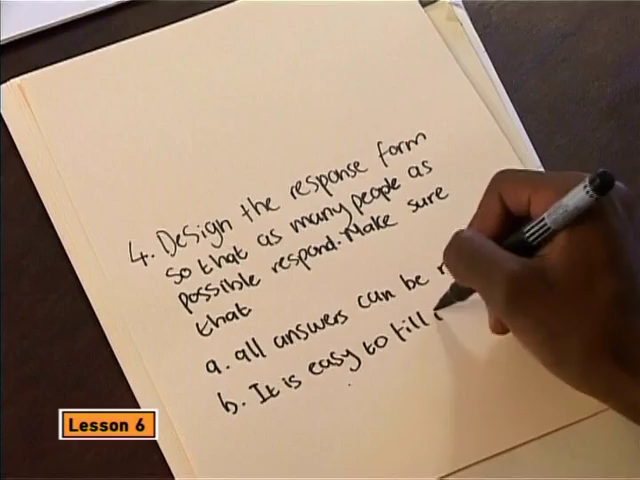 4. Design the response form
so that as many people as
possible respond. Make sure
that
a. all answers can be
b. It is easy to fill
Lesson 6